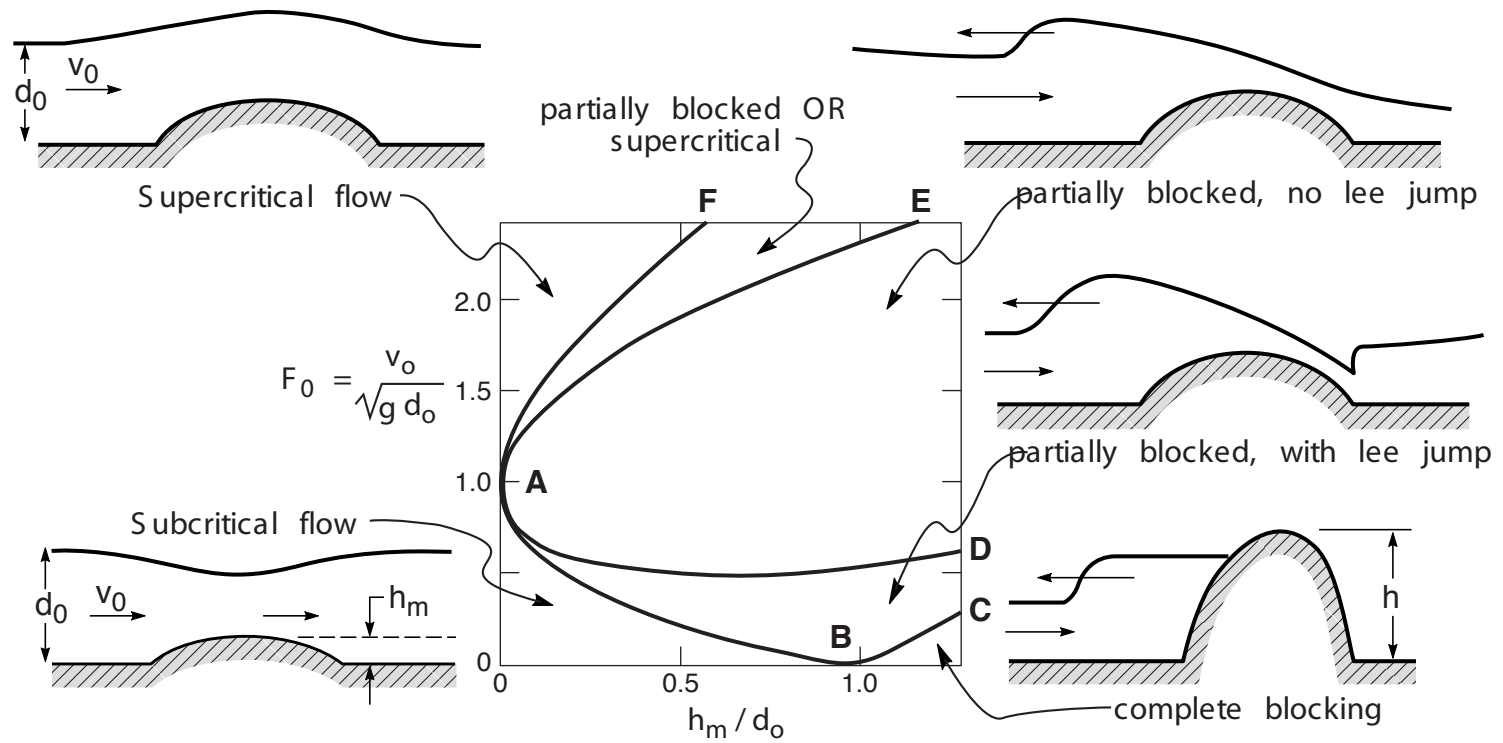 v0
d0
partially blocked OR
supercritical
Supercritical flow
partially blocked, no lee jump
F
E
2.0
F0 = vo / √g do
1.5
1.0
A
partially blocked, with lee jump
Subcritical flow
d0
v0
hm
D
C
B
h
0
0
0.5
1.0
hm / do
complete blocking